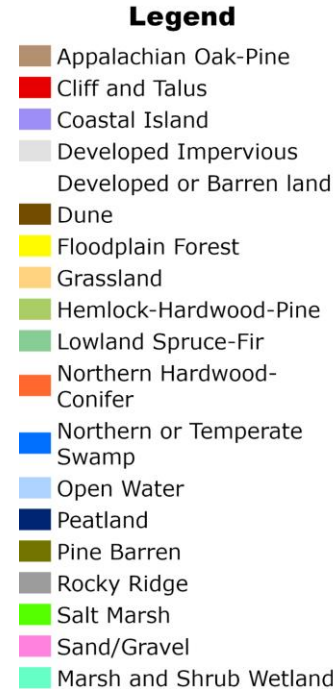 Legend
Appalachian Oak-Pine
Cliff and Talus
Coastal Island
Developed Impervious
Developed or Barren land
Dune
Floodplain Forest
Grassland
Hemlock-Hardwood-Pine
Lowland Spruce-Fir
Northern Hardwood-
Conifer
Northern or Temperate
Swamp
Open Water
Peatland
Pine Barren
Rocky Ridge
Salt Marsh
Sand/Gravel
Marsh and Shrub Wetland